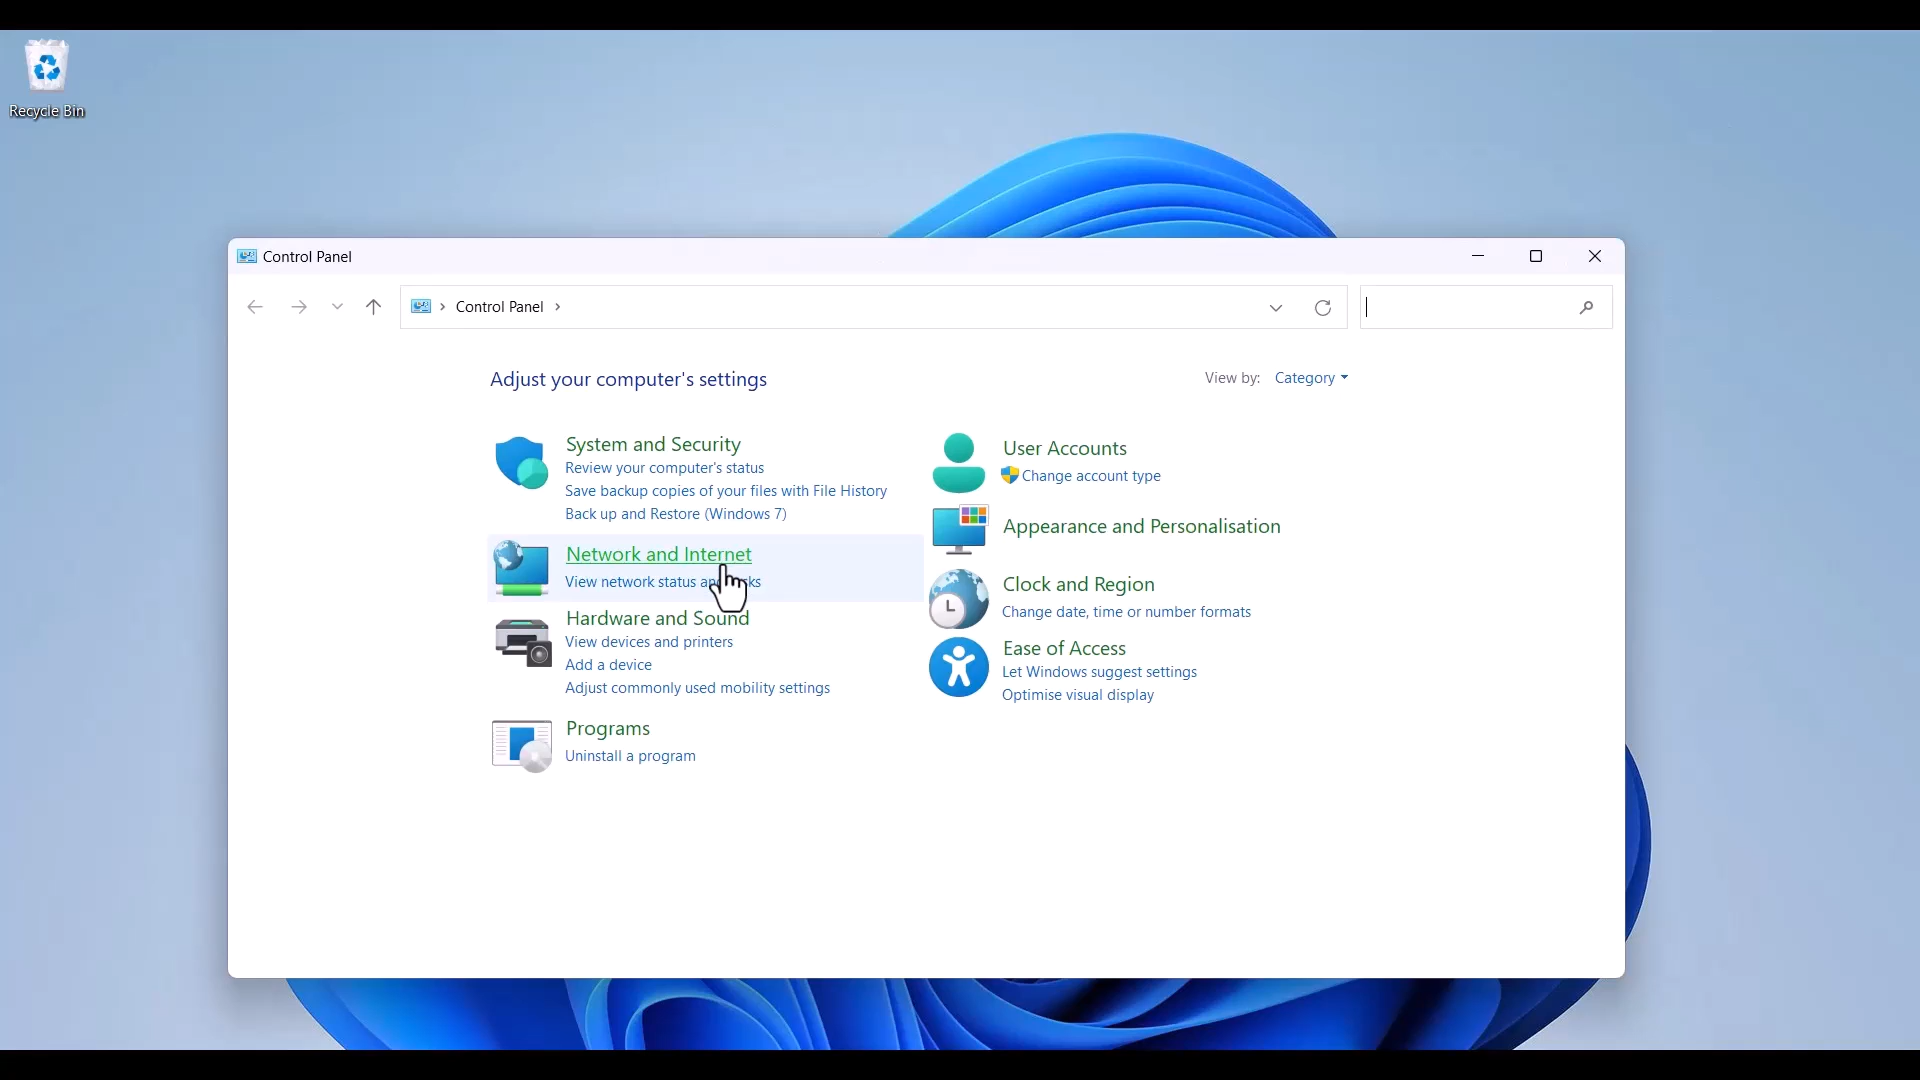 Recycle Bin
Control Panel
Control Panel
Adjust your computer's settings
View by: Category
System and Security
Review your computer's status
Save backup copies of your files with File History
Back up and Restore (Windows 7)
Network and Internet
View network status and
Hardware and Sound
View devices and printers
Add a device
Adjust commonly used mobility settings
Programs
Uninstall a program
User Accounts
Change account type
Appearance and Personalisation
Clock and Region
Change date, time or number formats
Ease of Access
Let Windows suggest settings
Optimise visual display